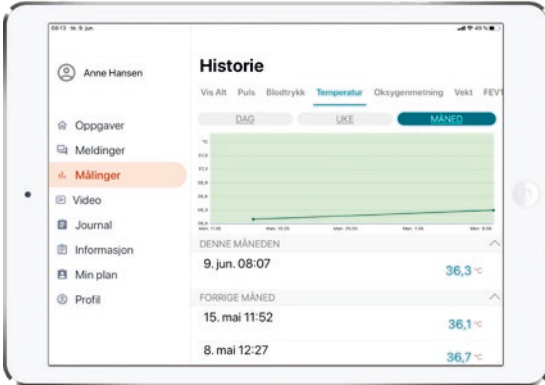 Anne Hansen
Oppgaver
Meldinger
Målinger
Video
Journal
Informasjon
Min plan
Profil
Historie
Vis Alt Puls Blodtrykk Temperatur Oksygenmetning Vekt FEV1
DAG UKE MÅNED
°C
DENNE MÅNEDEN
9. jun. 08:07
36,3 °C
FORRIGE MÅNED
15. mai 11:52
36,1 °C
8. mai 12:27
36,7 °C